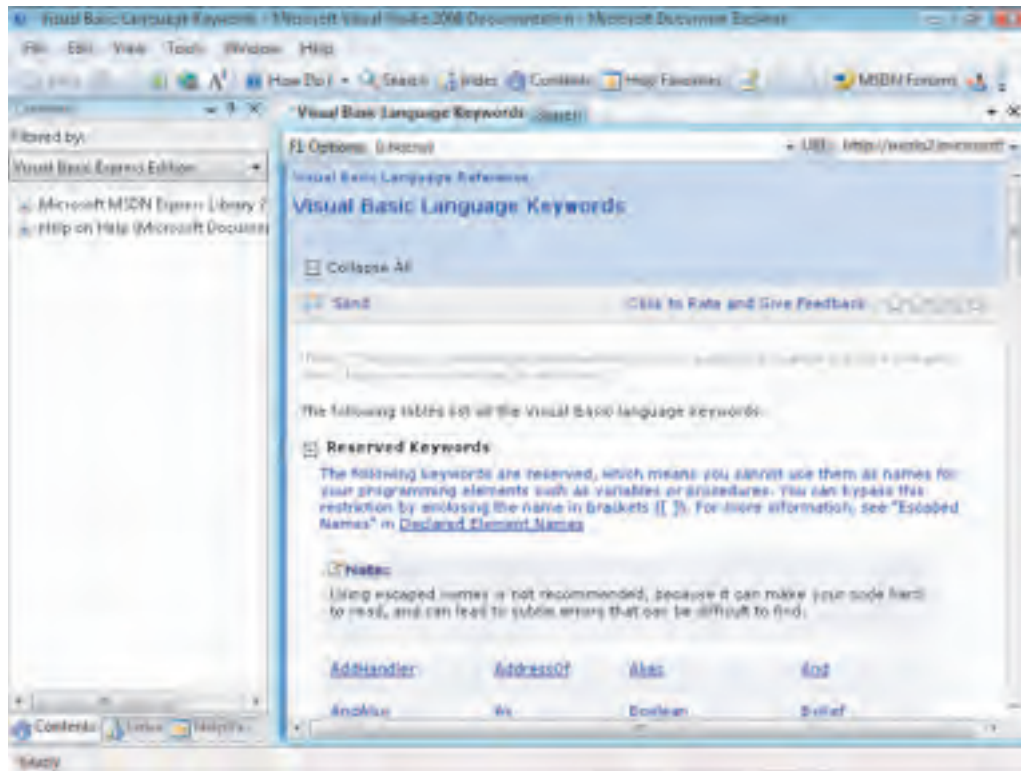 Visual Basic Language Keywords - Microsoft Visual Studio 2008 Documentation - Microsoft Document Explorer
File Edit View Tools Window Help
How Do I Search Index Contents Help Favorites MSDN Forums
Contents
Filtered by:
Visual Basic Express Edition
Microsoft MSDN Express Library
Help on Help (Microsoft Docume
Contents Index
Ready
Visual Basic Language Keywords Search
F1 Options: URL:
Visual Basic Language Reference
Visual Basic Language Keywords
Collapse All
Send Click to Rate and Give Feedback
The following tables list all the Visual Basic language keywords.
Reserved Keywords
The following keywords are reserved, which means you cannot use them as names for
your programming elements such as variables or procedures. You can bypass this
restriction by enclosing the name in brackets ([ ]). For more information, see "Escaped
Names" in Declared Element Names
Note:
Using escaped names is not recommended, because it can make your code hard
to read, and can lead to subtle errors that can be difficult to find.
AddHandler AddressOf Alias And
AndAlso As Boolean ByRef